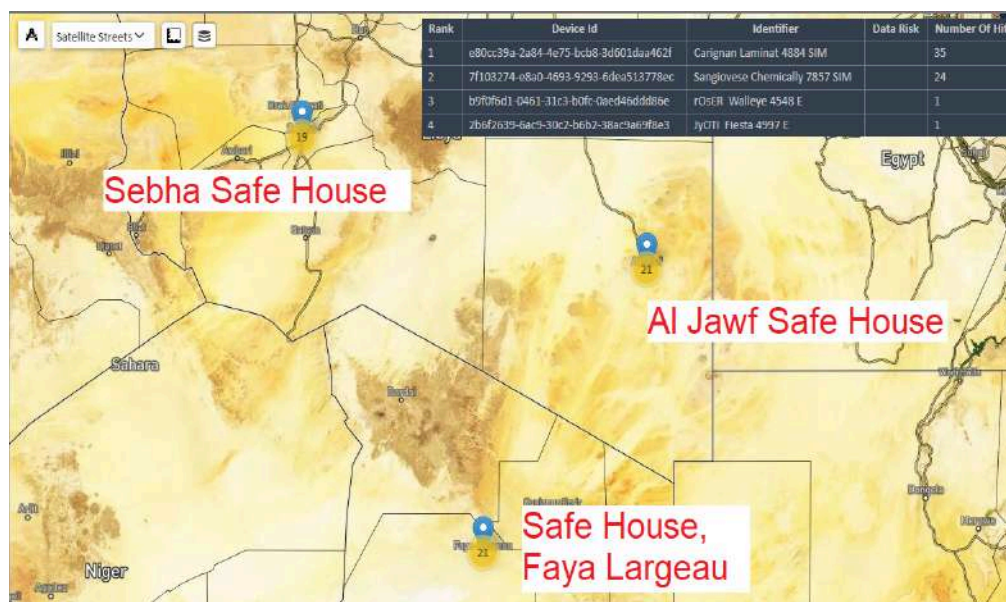 A
Satellite Streets
Rank Device Id Identifier Data Risk Number Of Hit
1 e80cc39a-2a84-4e75-bcb8-3d601daa462f Carignan Laminat 4884 SIM 35
2 7f103274-e8a0-4693-9293-6dea513778ec Sangiovese Chemically 7857 SIM 24
3 b9f0f6d1-0461-31c3-b0fc-0aed46ddd86e rOsER Walleye 4548 E 1
4 2b6f2639-6ac9-30c2-b6b2-38ac9a69f8e3 JyOTI Fiesta 4997 E 1
19
Sebha Safe House
Egypt
21
Al Jawf Safe House
Sahara
Safe House,
Faya Largeau
21
Niger